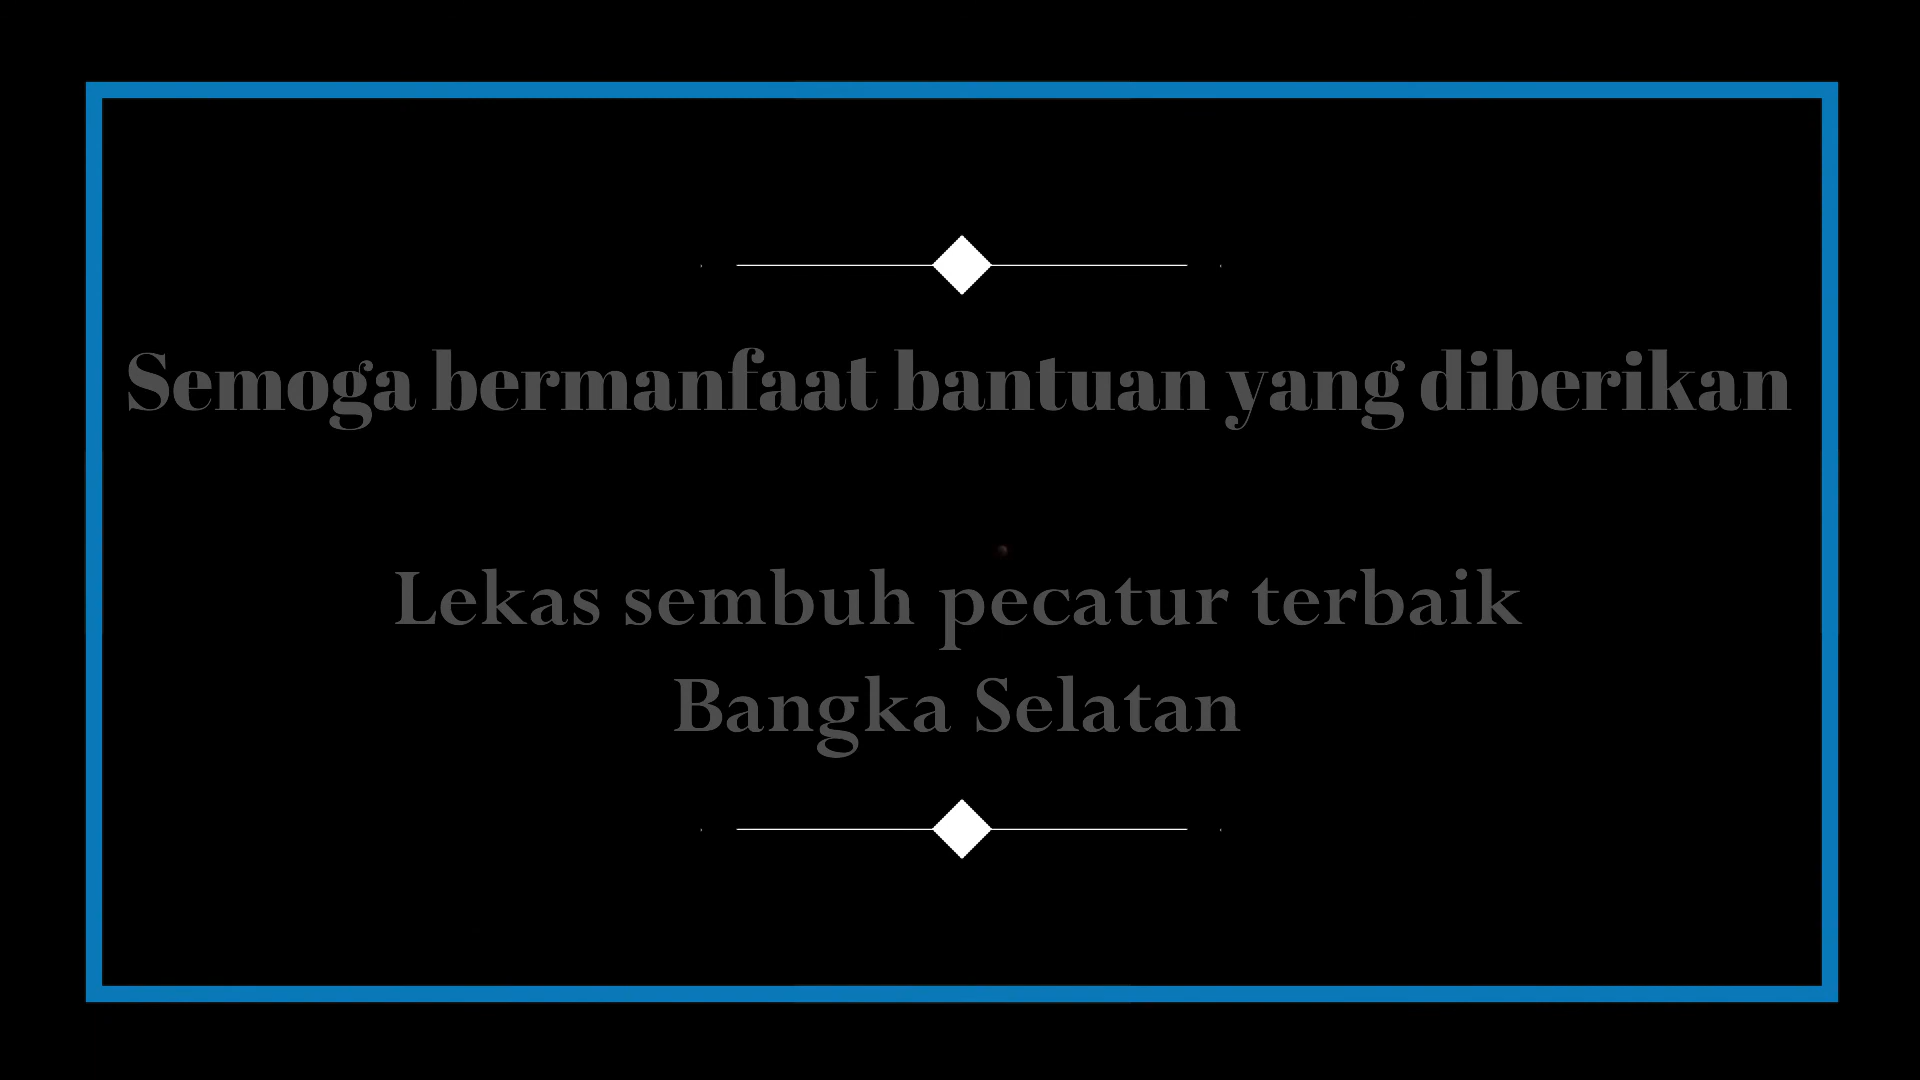 Semoga bermanfaat bantuan yang diberikan
Lekas sembuh pecatur terbaik
Bangka Selatan